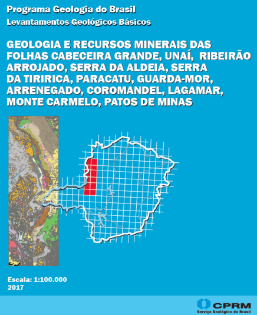 Programa Geologia do Brasil
Levantamentos Geológicos Básicos
GEOLOGIA E RECURSOS MINERAIS DAS
FOLHAS CABECEIRA GRANDE, UNAÍ, RIBEIRÃO
ARROJADO, SERRA DA ALDEIA, SERRA
DA TIRIRICA, PARACATU, GUARDA-MOR,
ARRENEGADO, COROMANDEL, LAGAMAR,
MONTE CARMELO, PATOS DE MINAS
Escala: 1:100.000
2017
CPRM
Serviço Geológico do Brasil